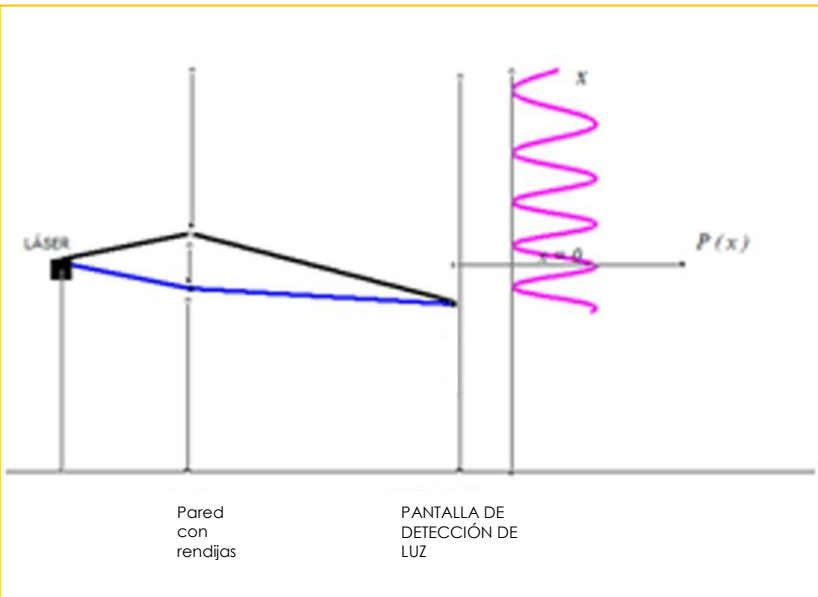 x
LÁSER
x = 0
P(x)
Pared
con
rendijas
PANTALLA DE
DETECCIÓN DE
LUZ